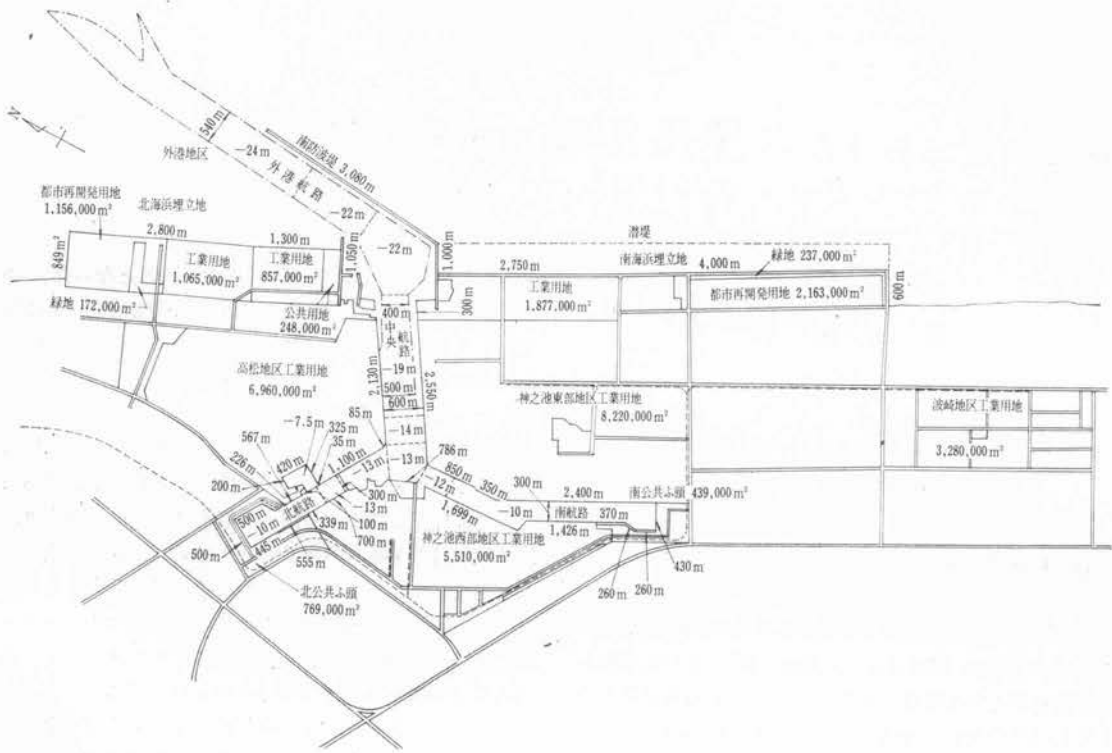 N
540m
外港地区
−24m
外港航路
南防波堤 3,080m
−22m
−22m
都市再開発用地
1,156,000m²
北海浜埋立地
2,800m
1,300m
849m²
工業用地
1,065,000m²
工業用地
857,000m²
1,050m
1,000m
潜堤
2,750m
南海浜埋立地
4,000m
緑地 237,000m²
600m
緑地 172,000m²
公共用地
248,000m²
400m
300m
工業用地
1,877,000m²
都市再開発用地 2,163,000m²
中央航路
−19m
500m
600m
2,130m
2,550m
高松地区工業用地
6,960,000m²
神之池東部地区工業用地
8,220,000m²
波崎地区工業用地
3,280,000m²
85m
−14m
−7.5m
325m
35m
567m
420m
226m
200m
1,100m
−13m
−13m
786m
850m
350m
−12m
300m
2,400m
南公共ふ頭 439,000m²
500m
−10m
北航路
300m
−13m
100m
700m
339m
1,699m
−10m
南航路
370m
1,426m
500m
445m
555m
神之池西部地区工業用地
5,510,000m²
430m
260m
260m
北公共ふ頭
769,000m²